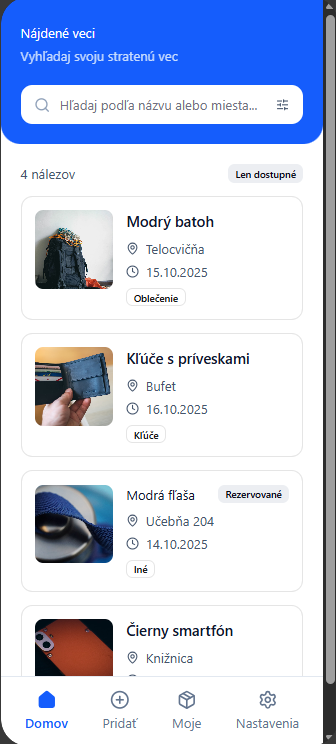 Nájdené veci
Vyhľadaj svoju stratenú vec
Hľadaj podľa názvu alebo miesta...
4 nálezov
Len dostupné
Modrý batoh
Telocvičňa
15.10.2025
Oblečenie
Kľúče s príveskami
Bufet
16.10.2025
Kľúče
Modrá fľaša
Rezervované
Učebňa 204
14.10.2025
Iné
Čierny smartfón
Knižnica
Domov
Pridať
Moje
Nastavenia